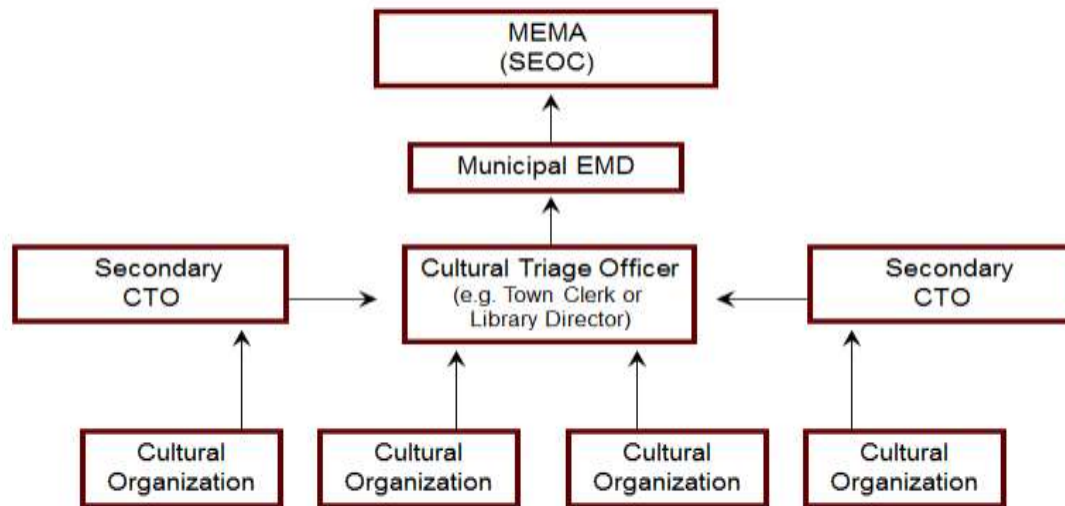 MEMA
(SEOC)
Municipal EMD
Secondary
CTO
Cultural Triage Officer
(e.g. Town Clerk or
Library Director)
Secondary
CTO
Cultural
Organization
Cultural
Organization
Cultural
Organization
Cultural
Organization